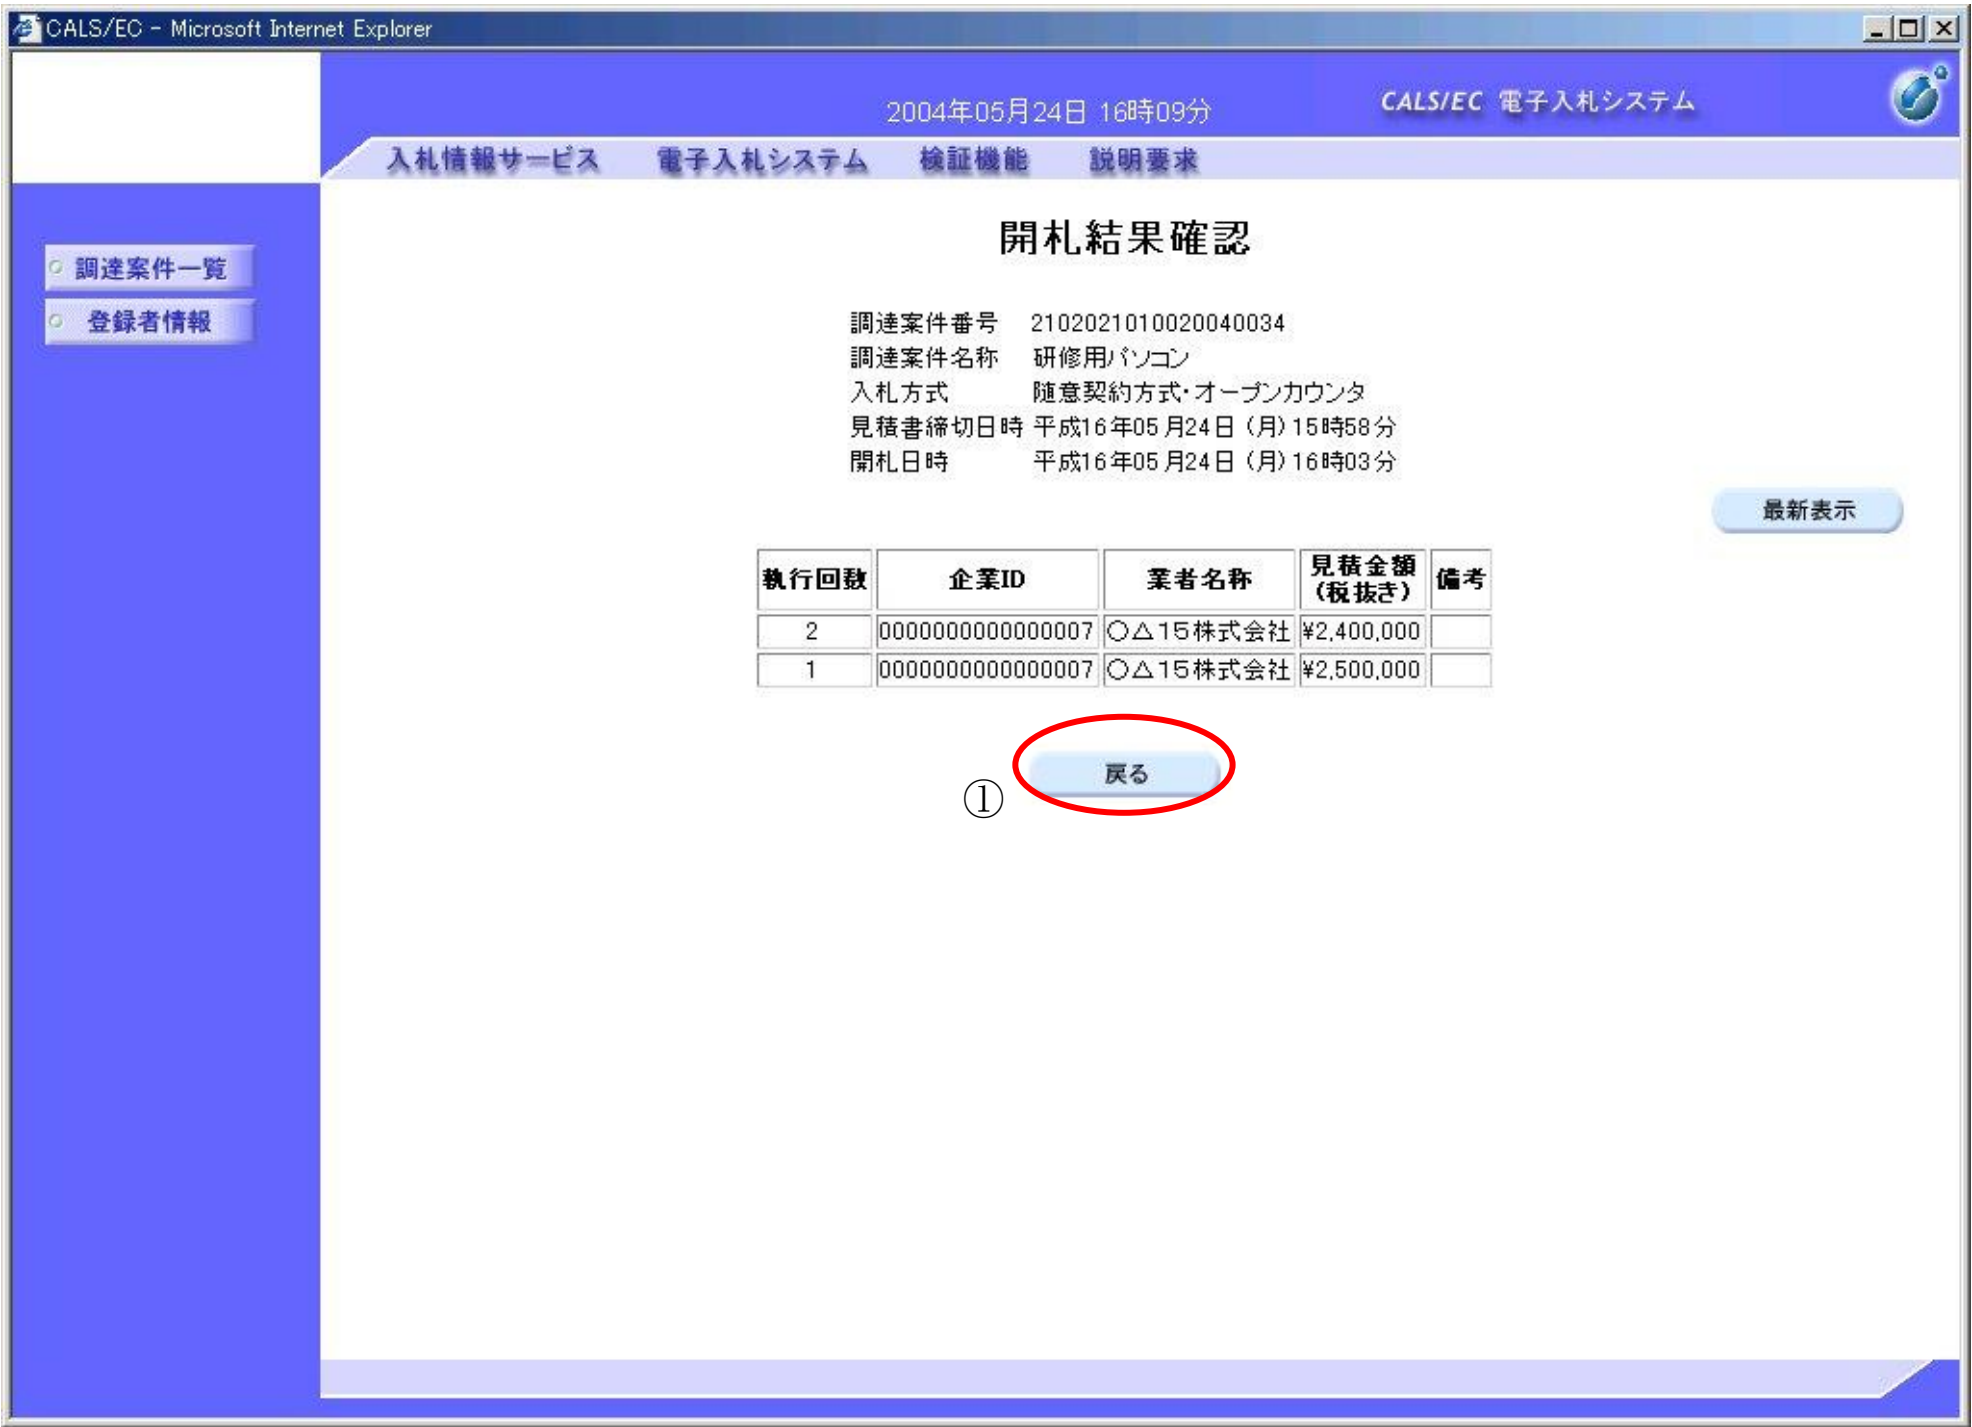 CALS/EC - Microsoft Internet Explorer
2004年05月24日 16時09分
CALS/EC 電子入札システム
入札情報サービス 電子入札システム 検証機能 説明要求
調達案件一覧
登録者情報
開札結果確認
調達案件番号 2102021010020040034
調達案件名称 研修用パソコン
入札方式 随意契約方式・オープンカウンタ
見積書締切日時 平成16年05月24日（月）15時58分
開札日時 平成16年05月24日（月）16時03分
最新表示
執行回数 企業ID 業者名称 見積金額（税抜き） 備考
2 0000000000000007 〇△15株式会社 ¥2,400,000
1 0000000000000007 〇△15株式会社 ¥2,500,000
戻る
①